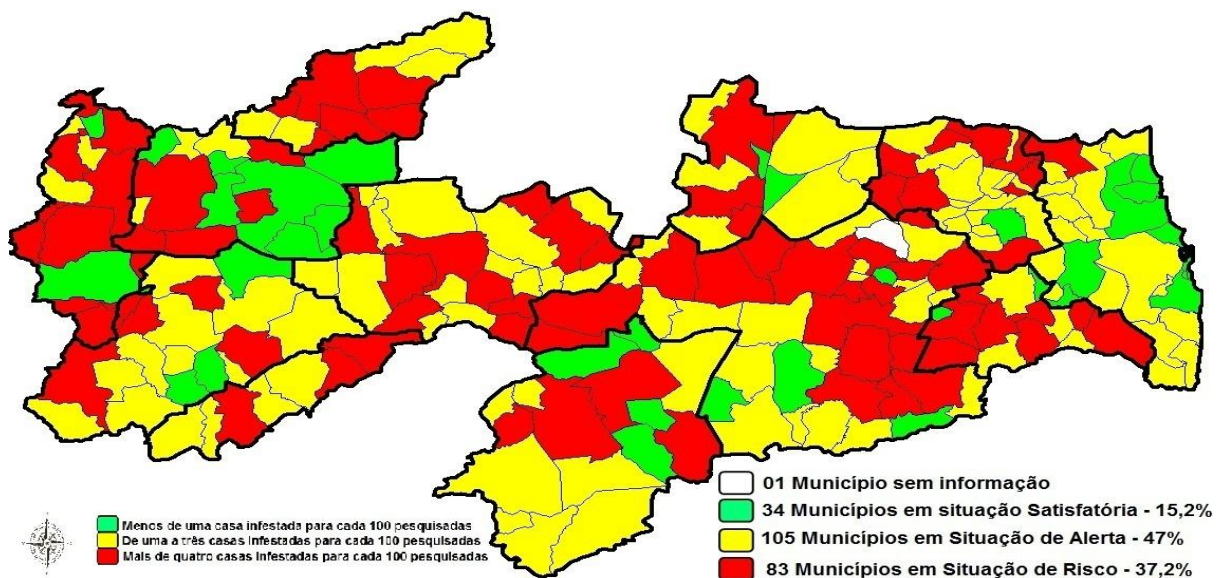 Menos de uma casa infestada para cada 100 pesquisadas
De uma a três casas infestadas para cada 100 pesquisadas
Mais de quatro casas infestadas para cada 100 pesquisadas
01 Município sem informação
34 Municípios em situação Satisfatória - 15,2%
105 Municípios em Situação de Alerta - 47%
83 Municípios em Situação de Risco - 37,2%